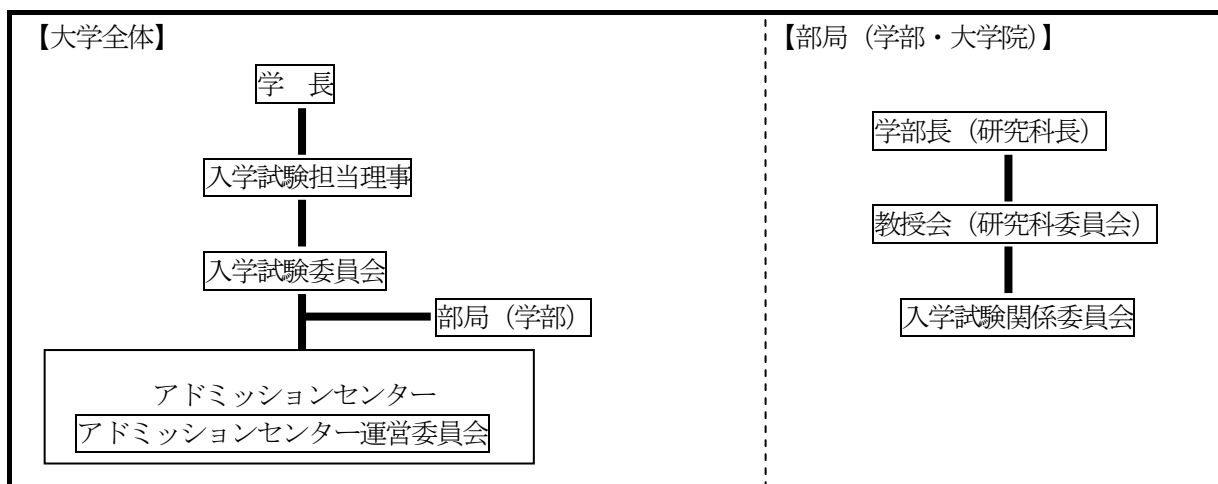 【大学全体】
学 長
入学試験担当理事
入学試験委員会
部局（学部）
アドミッションセンター
アドミッションセンター運営委員会
【部局（学部・大学院）】
学部長（研究科長）
教授会（研究科委員会）
入学試験関係委員会